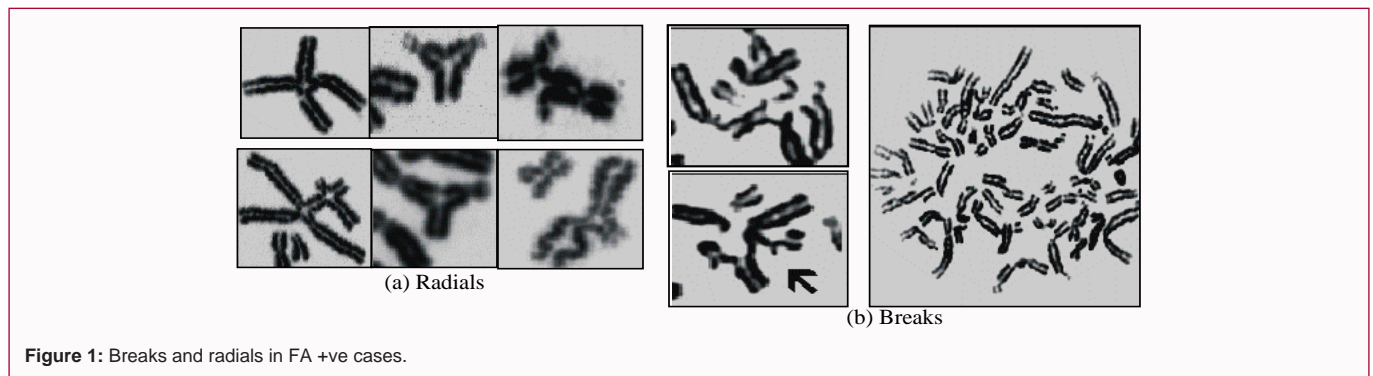 (a) Radials
(b) Breaks
Figure 1: Breaks and radials in FA +ve cases.